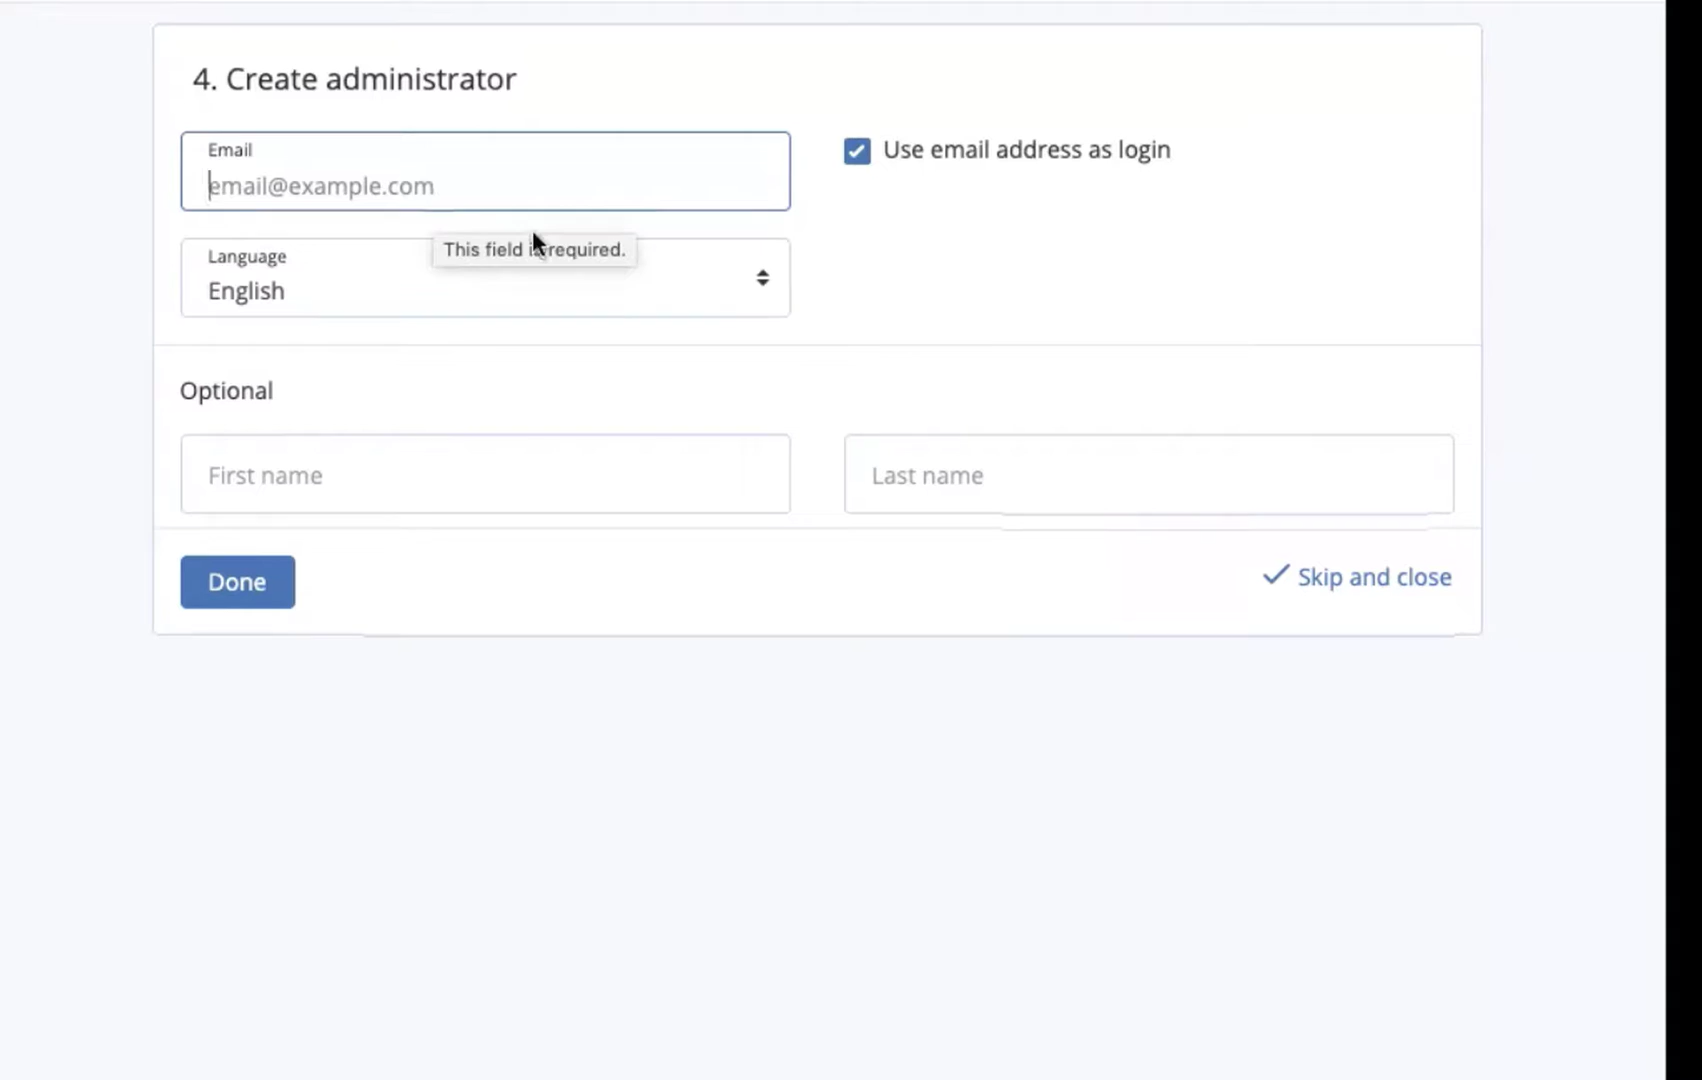 4. Create administrator
Email
email@example.com
Use email address as login
This field is required.
Language
English
Optional
First name
Last name
Done
Skip and close